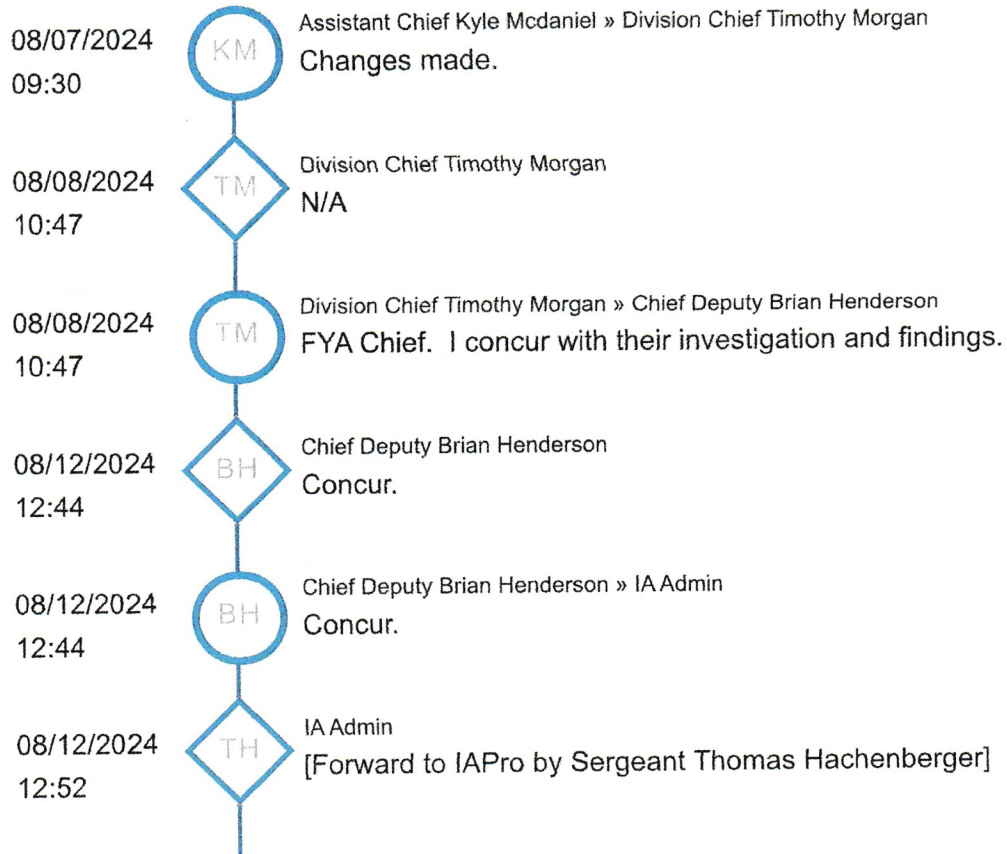 08/07/2024
09:30
KM
Assistant Chief Kyle Mcdaniel » Division Chief Timothy Morgan
Changes made.
08/08/2024
10:47
TM
Division Chief Timothy Morgan
N/A
08/08/2024
10:47
TM
Division Chief Timothy Morgan » Chief Deputy Brian Henderson
FYA Chief.  I concur with their investigation and findings.
08/12/2024
12:44
BH
Chief Deputy Brian Henderson
Concur.
08/12/2024
12:44
BH
Chief Deputy Brian Henderson » IA Admin
Concur.
08/12/2024
12:52
TH
IA Admin
[Forward to IAPro by Sergeant Thomas Hachenberger]